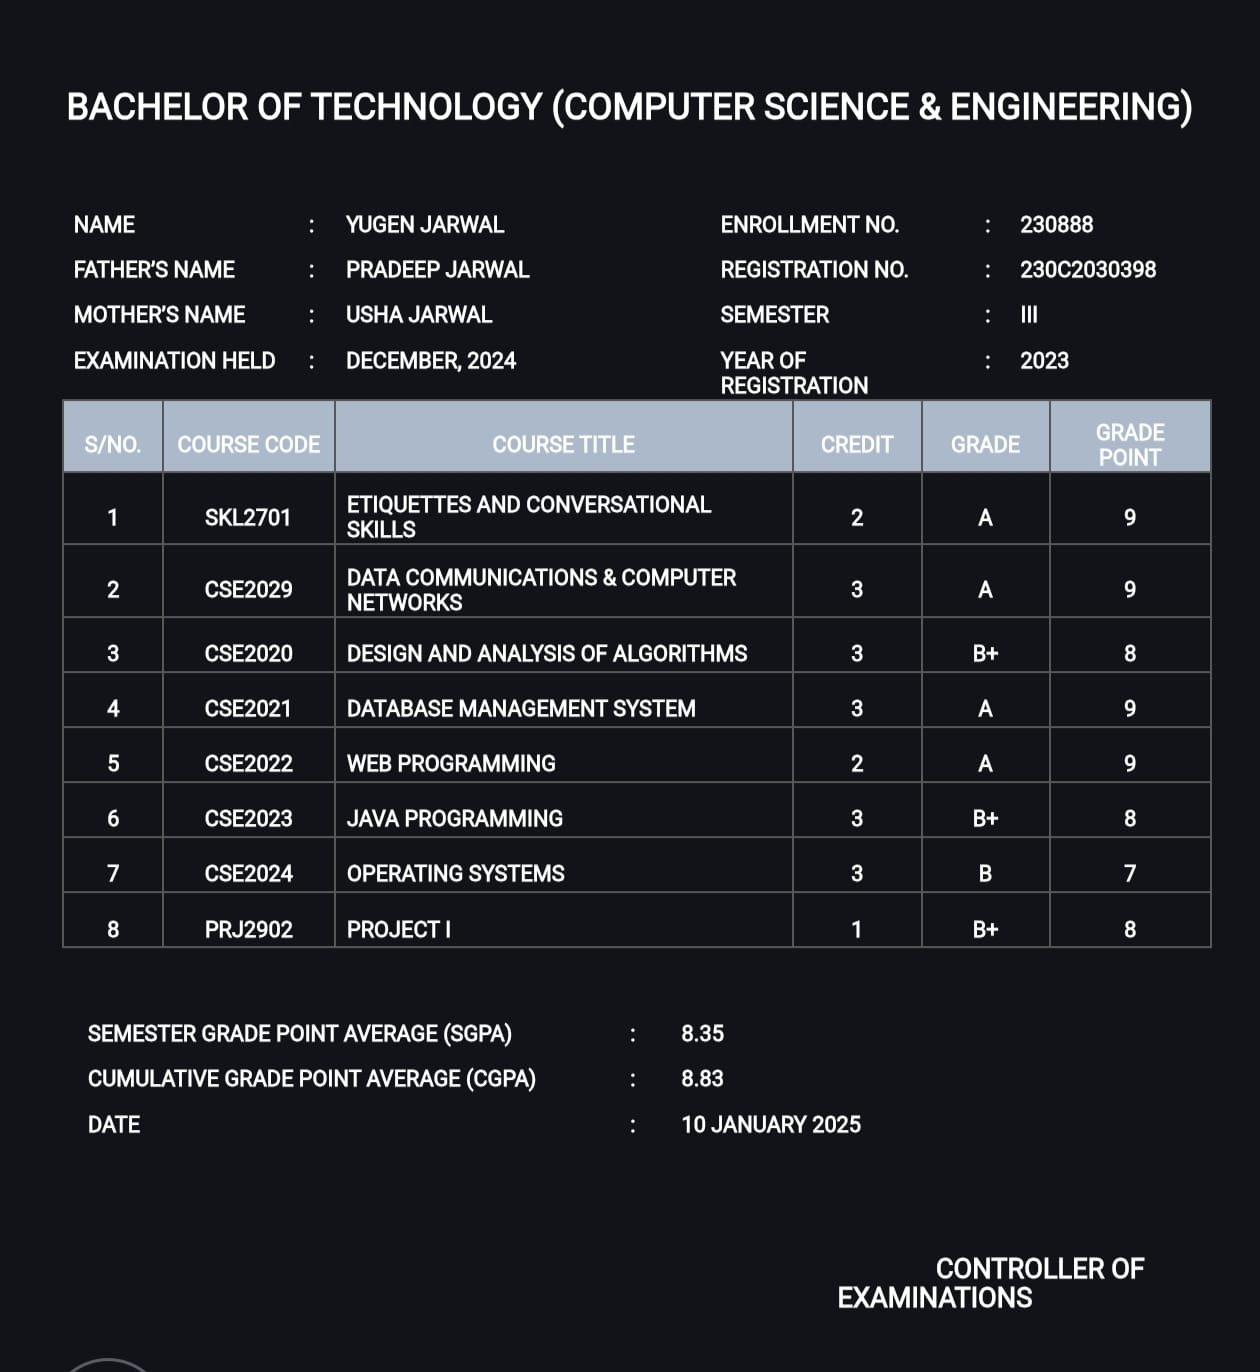 BACHELOR OF TECHNOLOGY (COMPUTER SCIENCE & ENGINEERING)
NAME : YUGEN JARWAL ENROLLMENT NO. : 230888
FATHER'S NAME : PRADEEP JARWAL REGISTRATION NO. : 230C2030398
MOTHER'S NAME : USHA JARWAL SEMESTER : III
EXAMINATION HELD : DECEMBER, 2024 YEAR OF : 2023
REGISTRATION
S/NO. COURSE CODE COURSE TITLE CREDIT GRADE GRADE
POINT
1 SKL2701 ETIQUETTES AND CONVERSATIONAL 2 A 9
SKILLS
2 CSE2029 DATA COMMUNICATIONS & COMPUTER 3 A 9
NETWORKS
3 CSE2020 DESIGN AND ANALYSIS OF ALGORITHMS 3 B+ 8
4 CSE2021 DATABASE MANAGEMENT SYSTEM 3 A 9
5 CSE2022 WEB PROGRAMMING 2 A 9
6 CSE2023 JAVA PROGRAMMING 3 B+ 8
7 CSE2024 OPERATING SYSTEMS 3 B 7
8 PRJ2902 PROJECT I 1 B+ 8
SEMESTER GRADE POINT AVERAGE (SGPA) : 8.35
CUMULATIVE GRADE POINT AVERAGE (CGPA) : 8.83
DATE : 10 JANUARY 2025
CONTROLLER OF
EXAMINATIONS